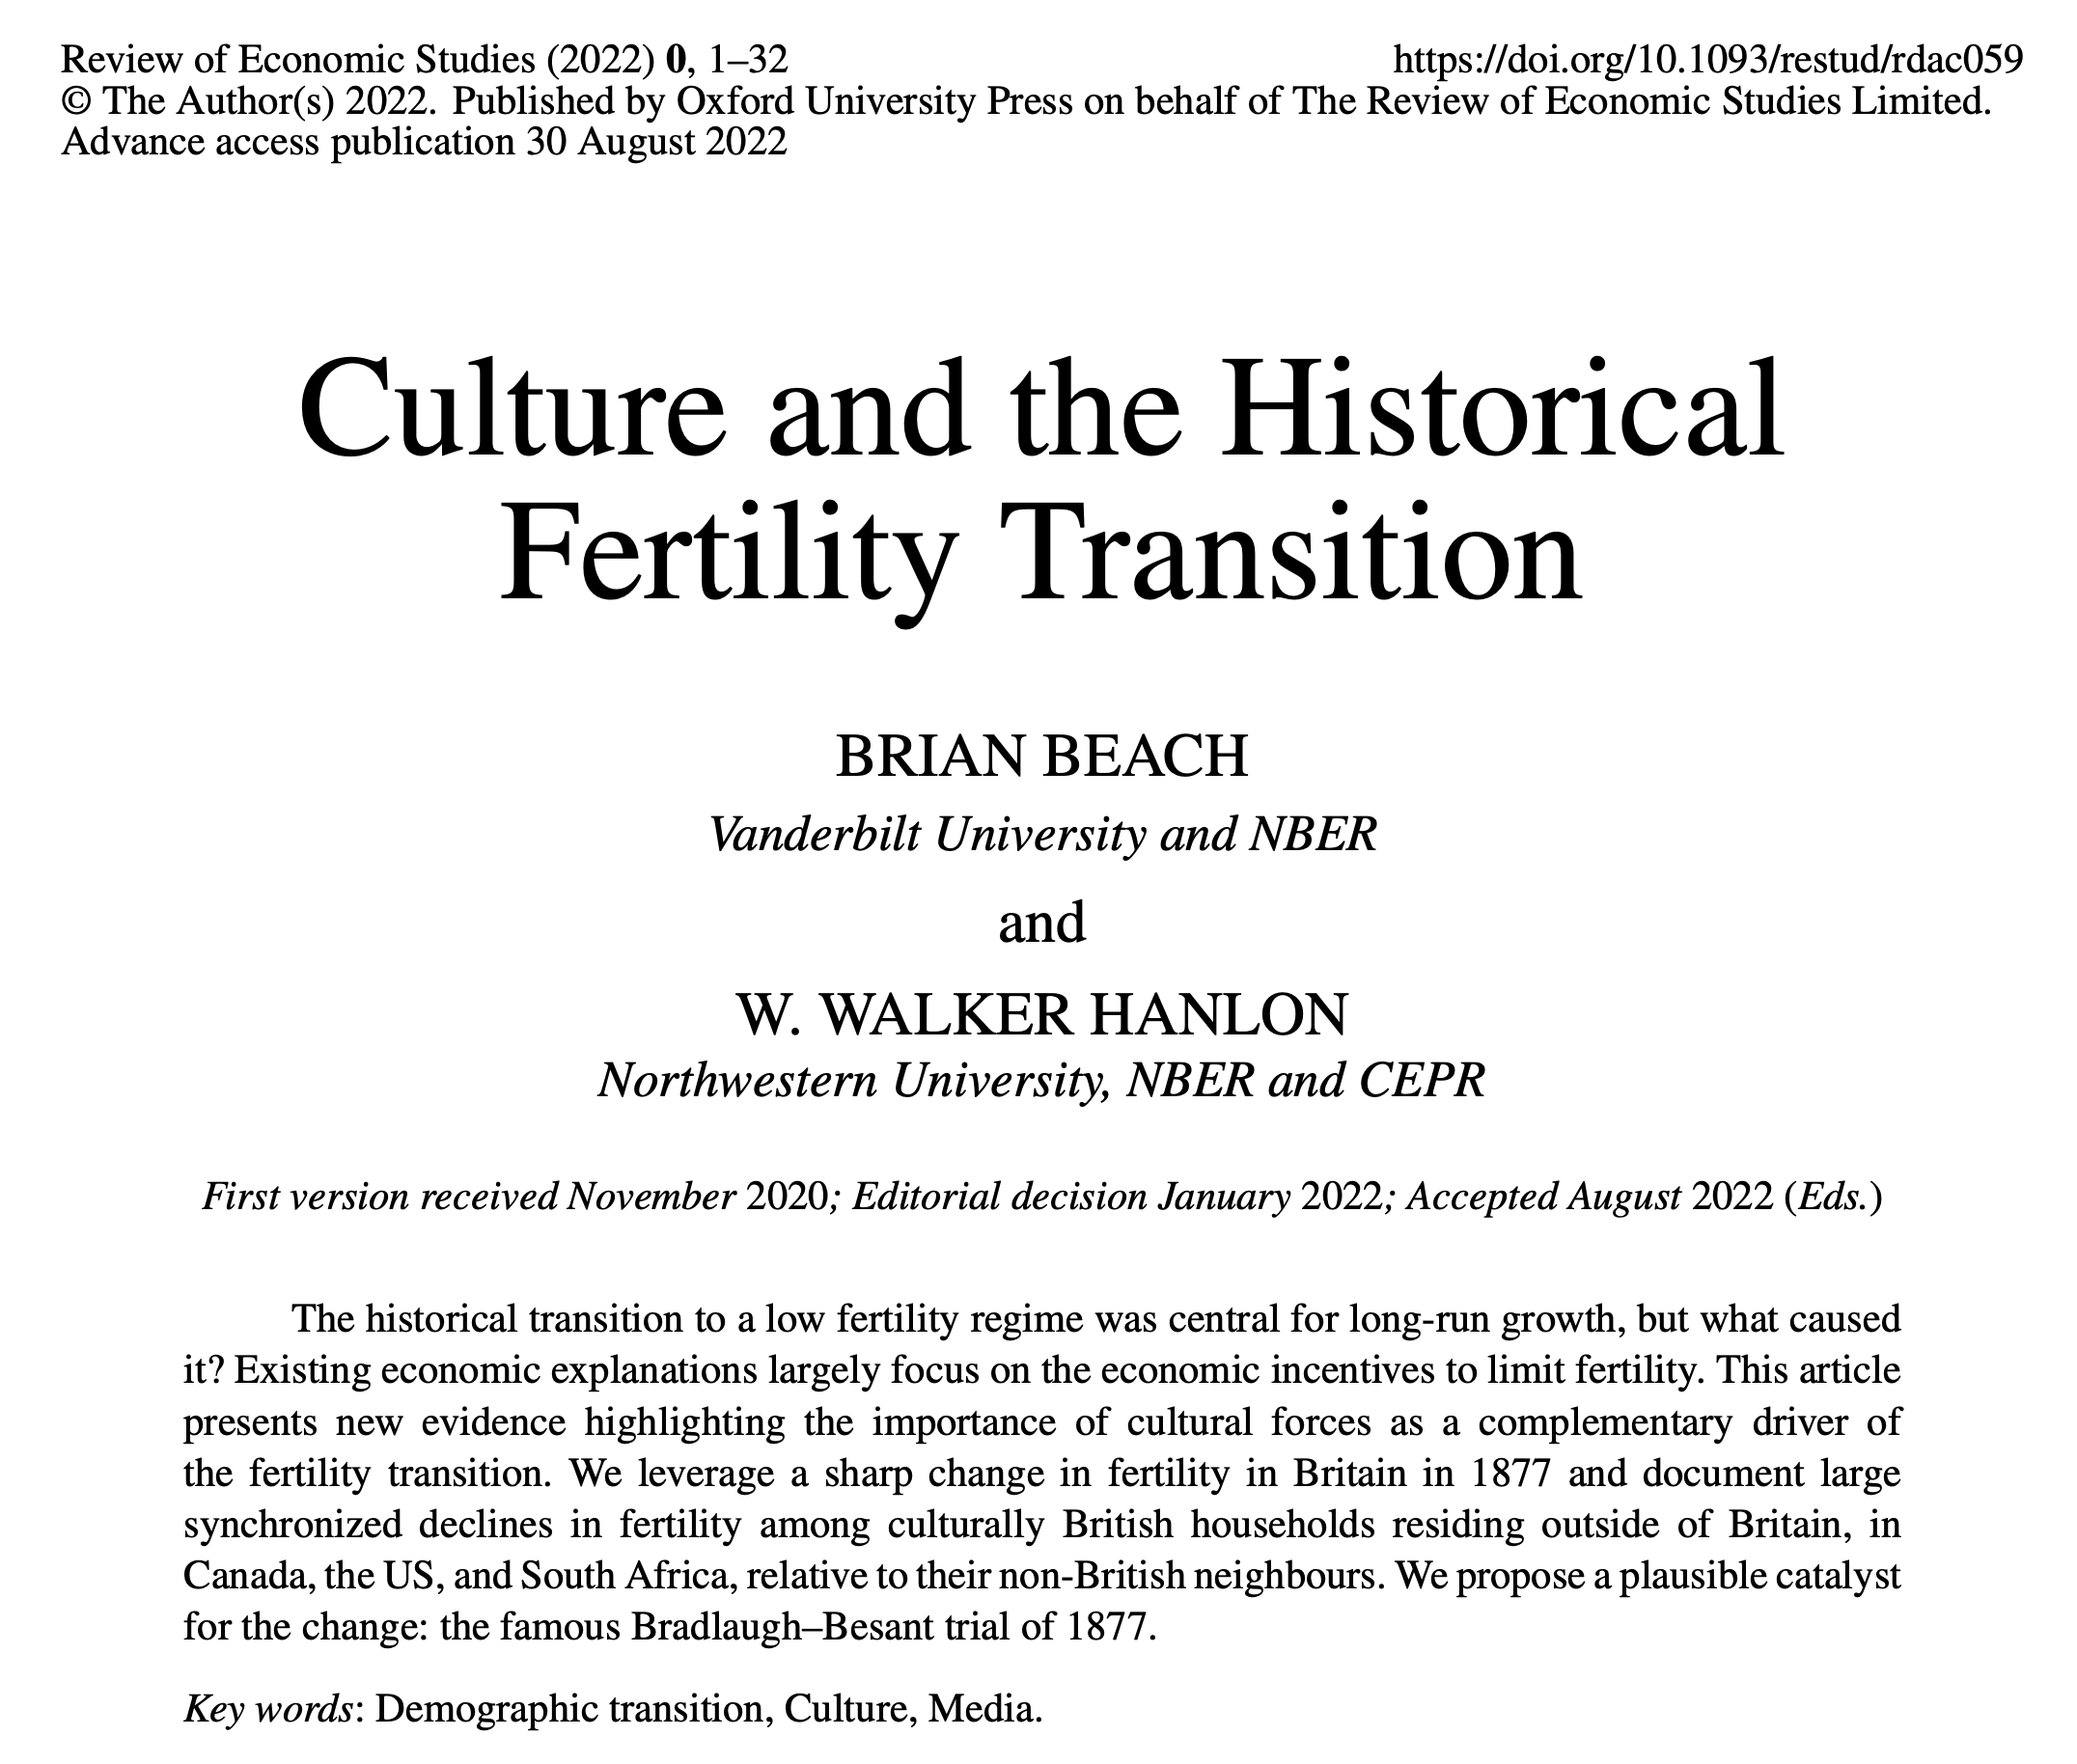 Review of Economic Studies (2022) 0, 1–32 https://doi.org/10.1093/restud/rdac059
© The Author(s) 2022. Published by Oxford University Press on behalf of The Review of Economic Studies Limited.
Advance access publication 30 August 2022
Culture and the Historical
Fertility Transition
BRIAN BEACH
Vanderbilt University and NBER
and
W. WALKER HANLON
Northwestern University, NBER and CEPR
First version received November 2020; Editorial decision January 2022; Accepted August 2022 (Eds.)
The historical transition to a low fertility regime was central for long-run growth, but what caused
it? Existing economic explanations largely focus on the economic incentives to limit fertility. This article
presents new evidence highlighting the importance of cultural forces as a complementary driver of
the fertility transition. We leverage a sharp change in fertility in Britain in 1877 and document large
synchronized declines in fertility among culturally British households residing outside of Britain, in
Canada, the US, and South Africa, relative to their non-British neighbours. We propose a plausible catalyst
for the change: the famous Bradlaugh–Besant trial of 1877.
Key words: Demographic transition, Culture, Media.